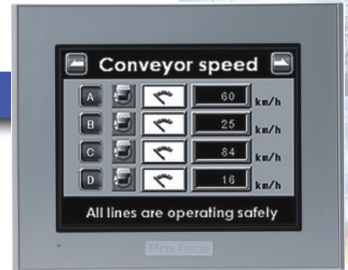 Conveyor speed
A 60 km/h
B 25 km/h
C 84 km/h
D 16 km/h
All lines are operating safely
Pro-face